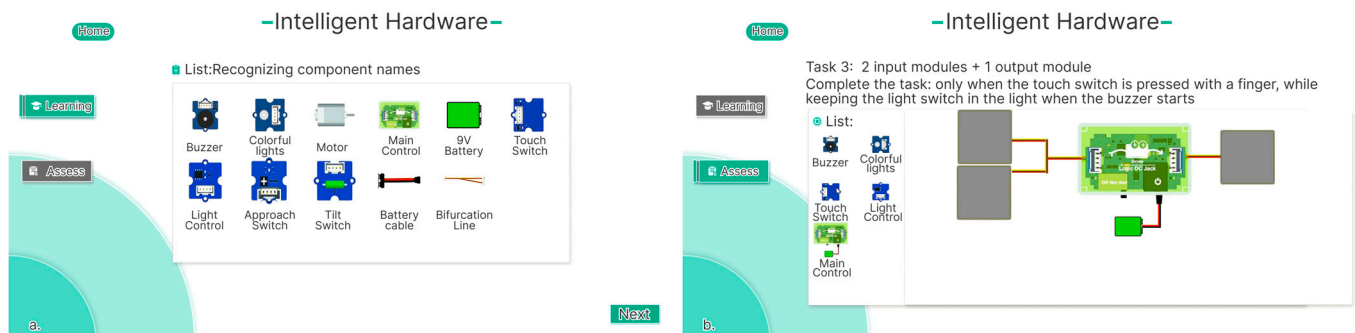 Home
–Intelligent Hardware–
List:Recognizing component names
Learning
Assess
Buzzer
Colorful
lights
Motor
Main
Control
9V
Battery
Touch
Switch
Light
Control
Approach
Switch
Tilt
Switch
Battery
cable
Bifurcation
Line
Next
a.
Home
–Intelligent Hardware–
Task 3: 2 input modules + 1 output module
Complete the task: only when the touch switch is pressed with a finger, while
keeping the light switch in the light when the buzzer starts
Learning
Assess
List:
Buzzer
Colorful
lights
Touch
Switch
Light
Control
Main
Control
Light DC Jack
b.